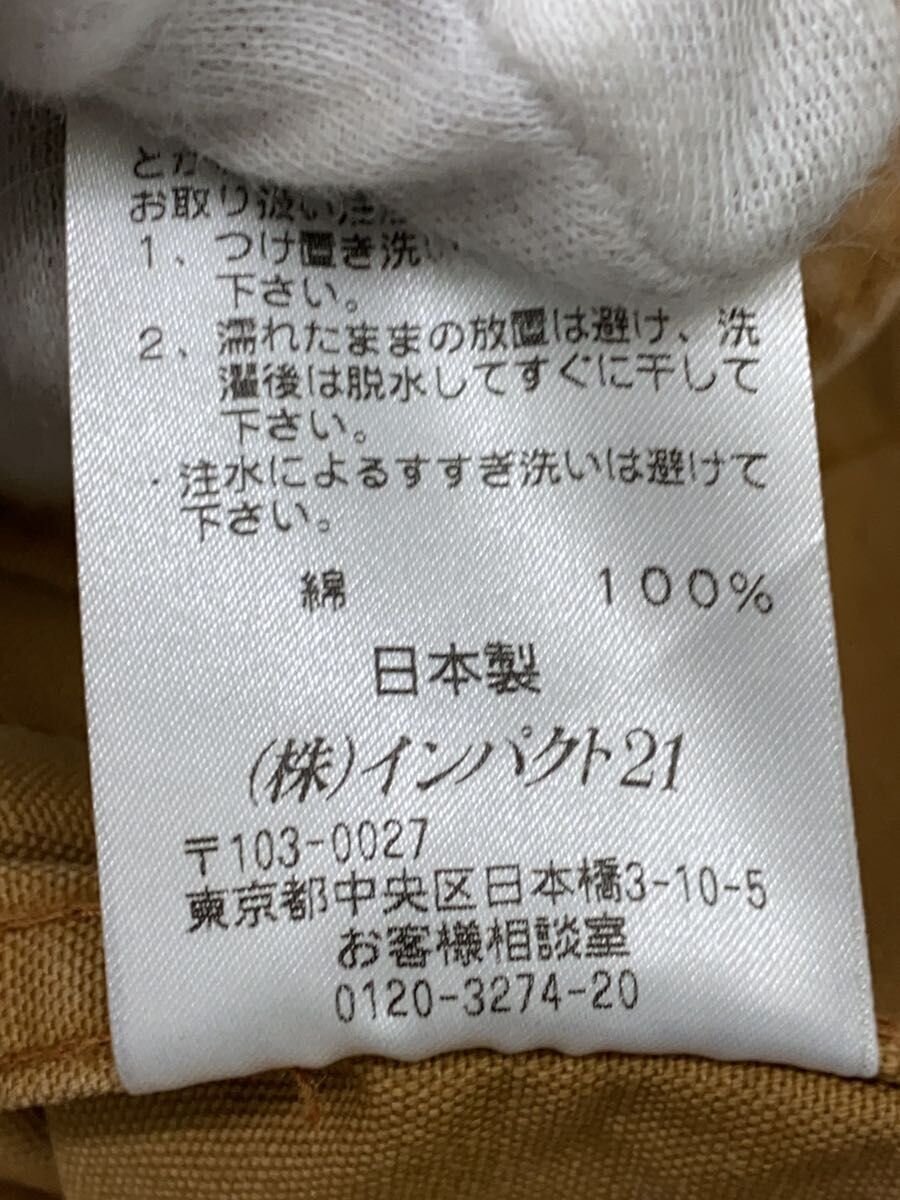 お取り扱い注
1、つけ置き洗い
下さい。
2、濡れたままの放置は避け、洗
濯後は脱水してすぐに干して
下さい。
・注水によるすすぎ洗いは避けて
下さい。
綿 100%
日本製
(株)インパクト21
〒103-0027
東京都中央区日本橋3-10-5
お客様相談室
0120-3274-20